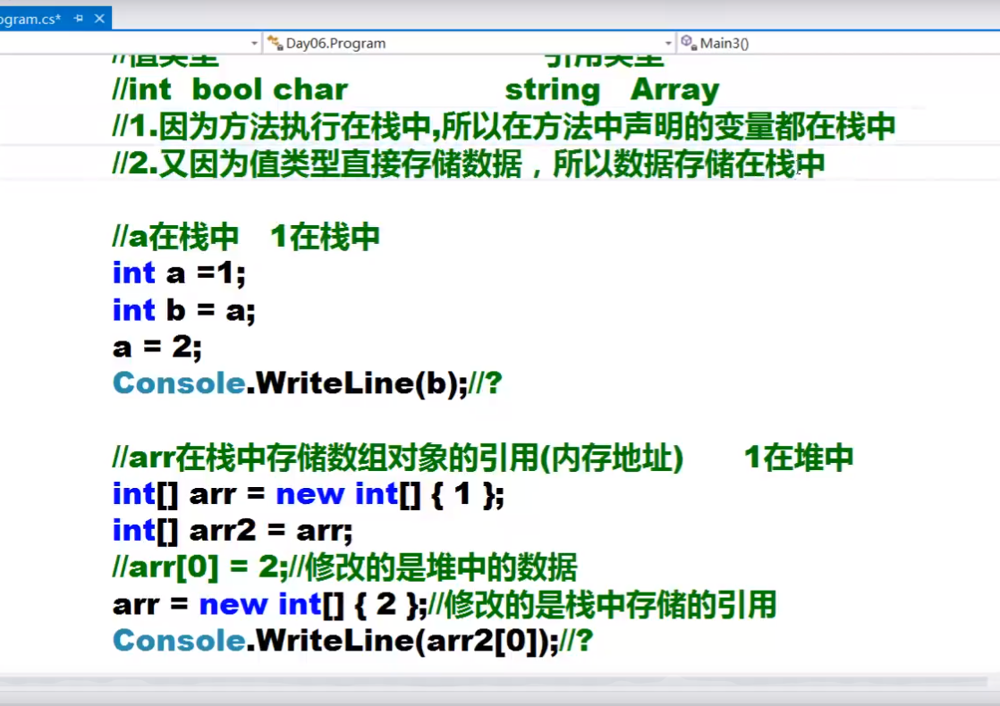 ogram.cs*
Day06.Program Main3()
//值类型 引用类型
//int bool char string Array
//1.因为方法执行在栈中,所以在方法中声明的变量都在栈中
//2.又因为值类型直接存储数据，所以数据存储在栈中
//a在栈中 1在栈中
int a =1;
int b = a;
a = 2;
Console.WriteLine(b);//?
//arr在栈中存储数组对象的引用(内存地址) 1在堆中
int[] arr = new int[] { 1 };
int[] arr2 = arr;
//arr[0] = 2;//修改的是堆中的数据
arr = new int[] { 2 };//修改的是栈中存储的引用
Console.WriteLine(arr2[0]);//?